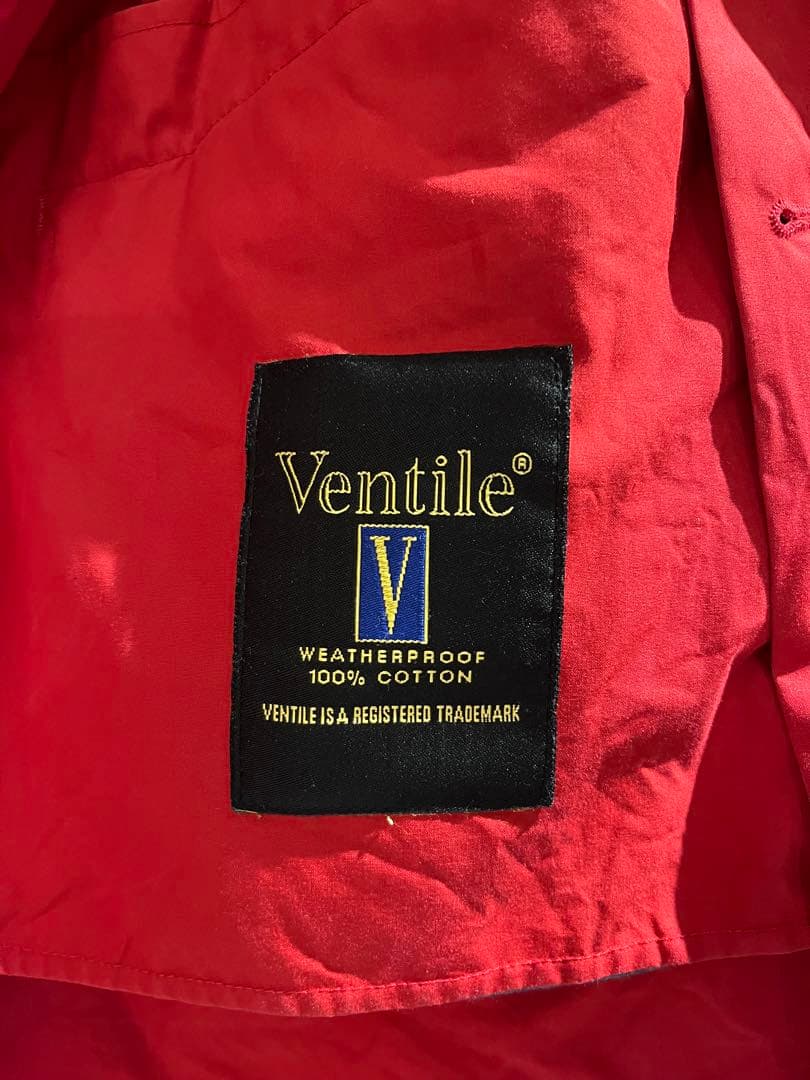 Ventile®
V
WEATHERPROOF
100% COTTON
VENTILE IS A REGISTERED TRADEMARK